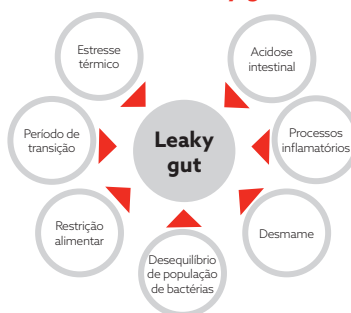 Estresse
térmico
Acidose
intestinal
Período de
transição
Leaky
gut
Processos
inflamatórios
Restrição
alimentar
Desmame
Desequilíbrio
de população
de bactérias